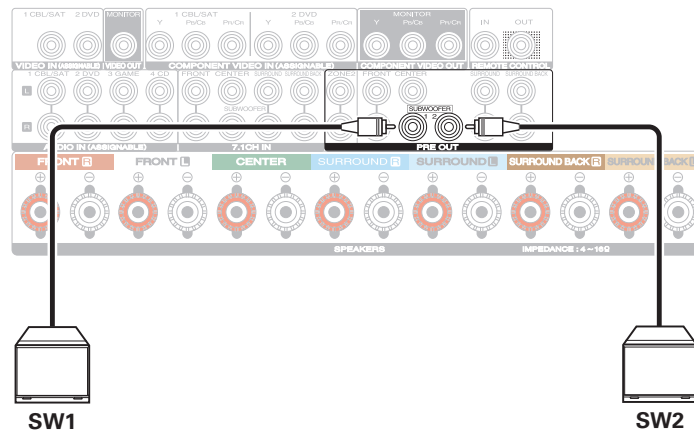 1 CBL/SAT 2 DVD MONITOR 1 CBL/SAT 2 DVD MONITOR
Y PB/CB PR/CR Y PB/CB PR/CR Y PB/CB PR/CR IN OUT
VIDEO IN (ASSIGNABLE) VIDEO OUT COMPONENT VIDEO IN (ASSIGNABLE) COMPONENT VIDEO OUT REMOTE CONTROL
1 CBL/SAT 2 DVD 3 GAME 4 CD FRONT CENTER SURROUND SURROUND BACK ZONE2 FRONT CENTER SURROUND SURROUND BACK
L
SUBWOOFER SUBWOOFER
1 2
R
AUDIO IN (ASSIGNABLE) 7.1CH IN PRE OUT
FRONT R FRONT L CENTER SURROUND R SURROUND L SURROUND BACK R SURROUND BACK L
+ − + − + − + − + − + − + −
SPEAKERS IMPEDANCE : 4~16Ω
SW1 SW2